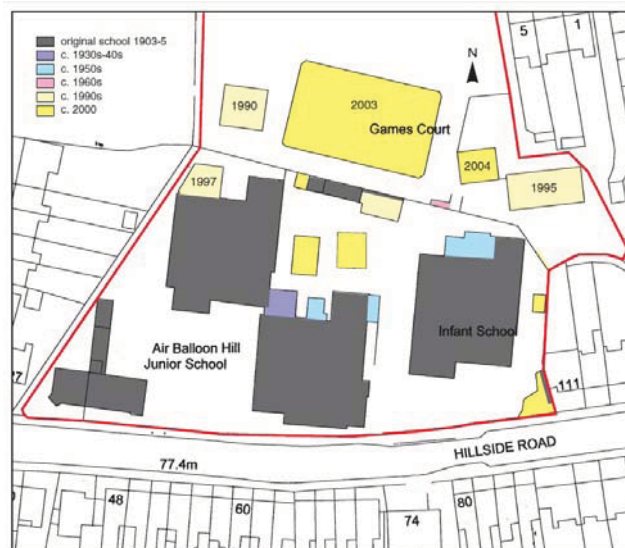 original school 1903-5
c. 1930s-40s
c. 1950s
c. 1960s
c. 1990s
c. 2000
5
1
N
1990
2003
Games Court
2004
1995
1997
Infant School
Air Balloon Hill
Junior School
111
HILLSIDE ROAD
77.4m
48
60
74
80